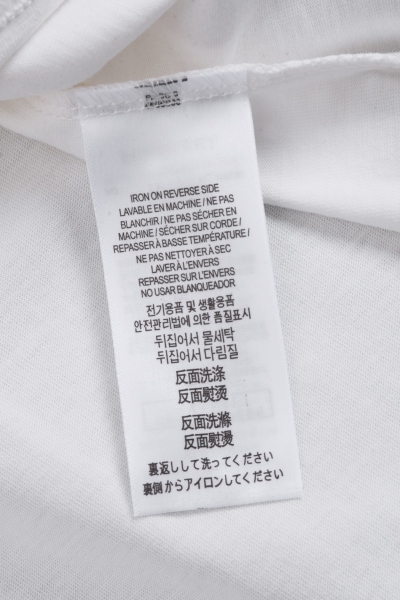 IRON ON REVERSE SIDE
LAVABLE EN MACHINE / NE PAS
BLANCHIR / NE PAS SÉCHER EN
MACHINE / SÉCHER SUR CORDE /
REPASSER À BASSE TEMPÉRATURE /
NE PAS NETTOYER À SEC
LAVER À L'ENVERS
REPASSER SUR L'ENVERS
NO USAR BLANQUEADOR
전기용품 및 생활용품
안전관리법에 의한 품질표시
뒤집어서 물세탁
뒤집어서 다림질
反面洗涤
反面熨烫
反面洗滌
反面熨燙
裏返しして洗ってください
裏側からアイロンしてください